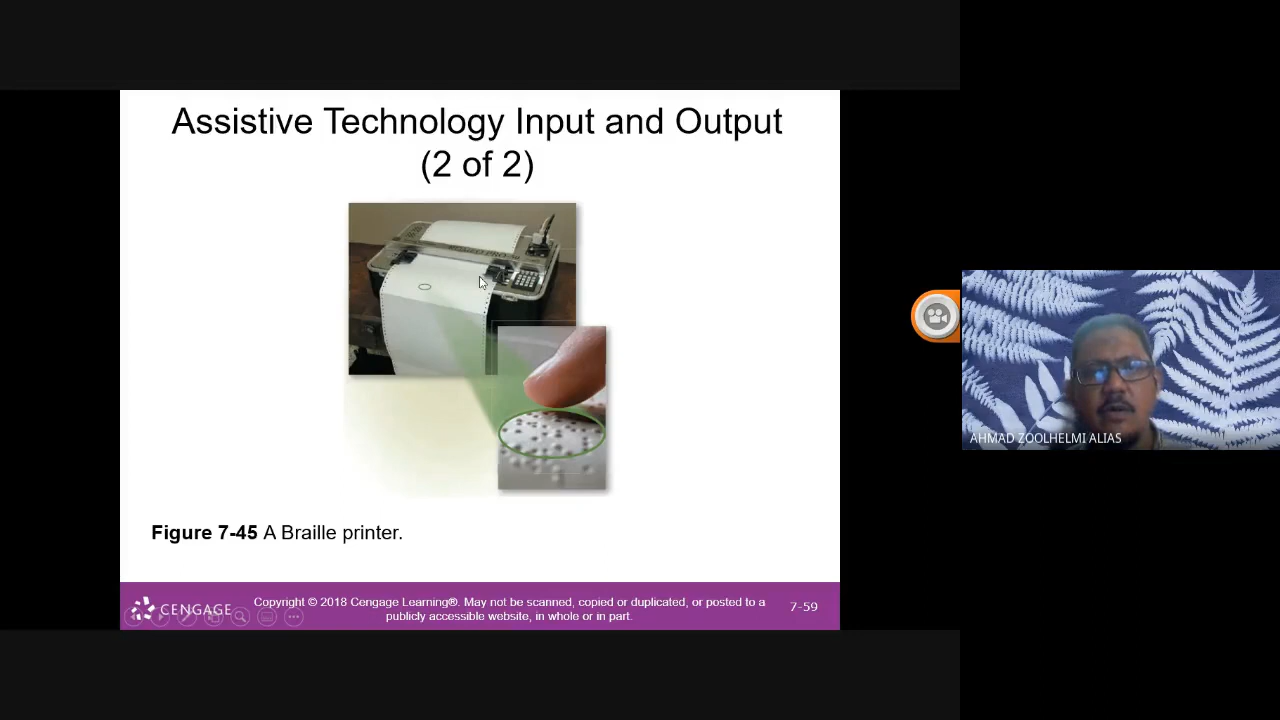 Assistive Technology Input and Output
(2 of 2)
Figure 7-45 A Braille printer.
CENGAGE
Copyright © 2018 Cengage Learning®. May not be scanned, copied or duplicated, or posted to a
publicly accessible website, in whole or in part.
7-59
AHMAD ZOOLHELMI ALIAS